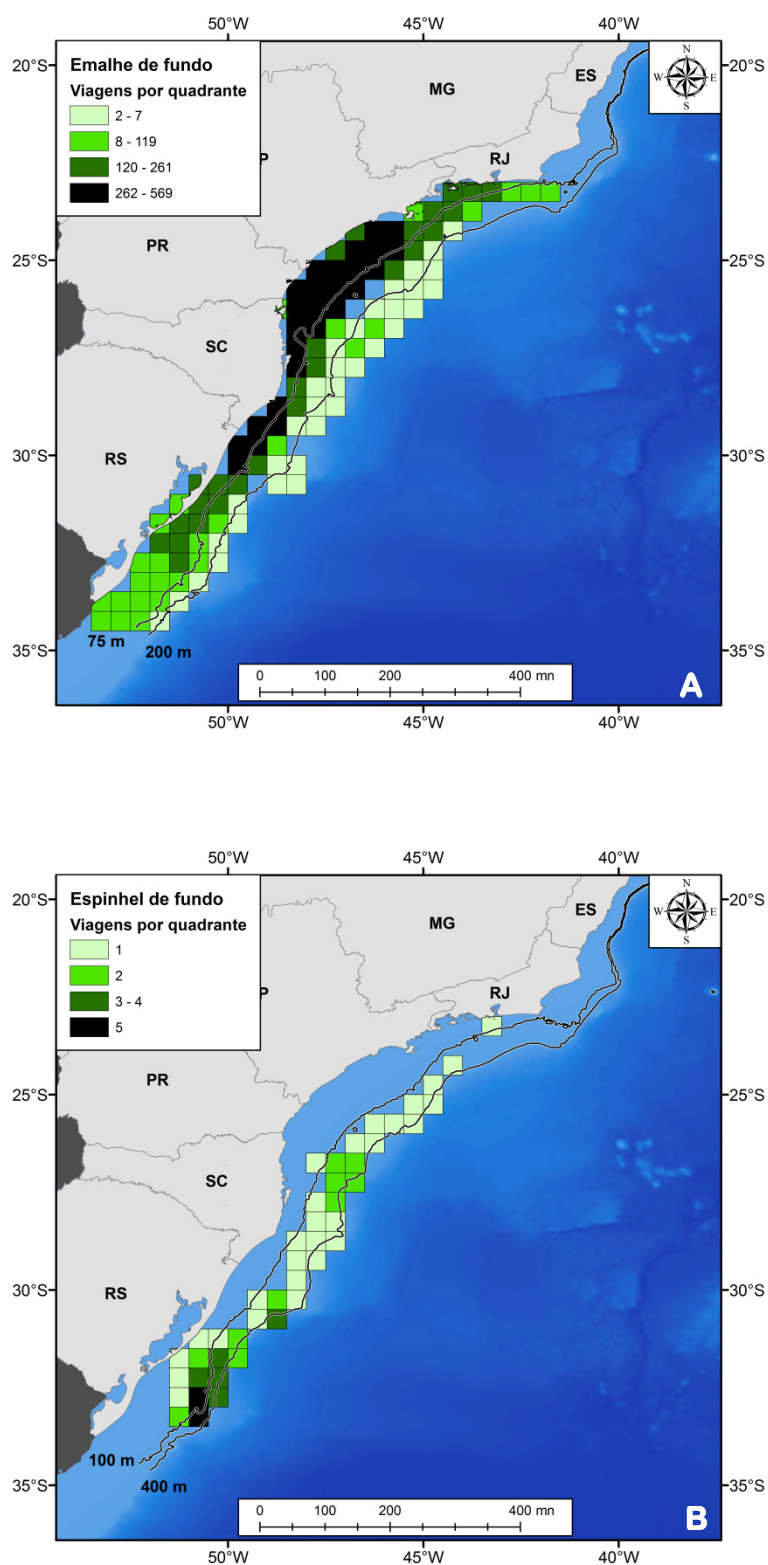 50°W 45°W 40°W
Emalhe de fundo
Viagens por quadrante
2 - 7
8 - 119
120 - 261
262 - 569
N
W E
S
20°S 20°S
MG
ES
P
RJ
PR
25°S 25°S
SC
30°S 30°S
RS
75 m
200 m
35°S 35°S
0 100 200 400 mn
A
50°W 45°W 40°W
50°W 45°W 40°W
Espinhel de fundo
Viagens por quadrante
1
2
3 - 4
5
N
W E
S
20°S 20°S
MG
ES
P
RJ
PR
25°S 25°S
SC
30°S 30°S
RS
100 m
400 m
35°S 35°S
0 100 200 400 mn
B
50°W 45°W 40°W